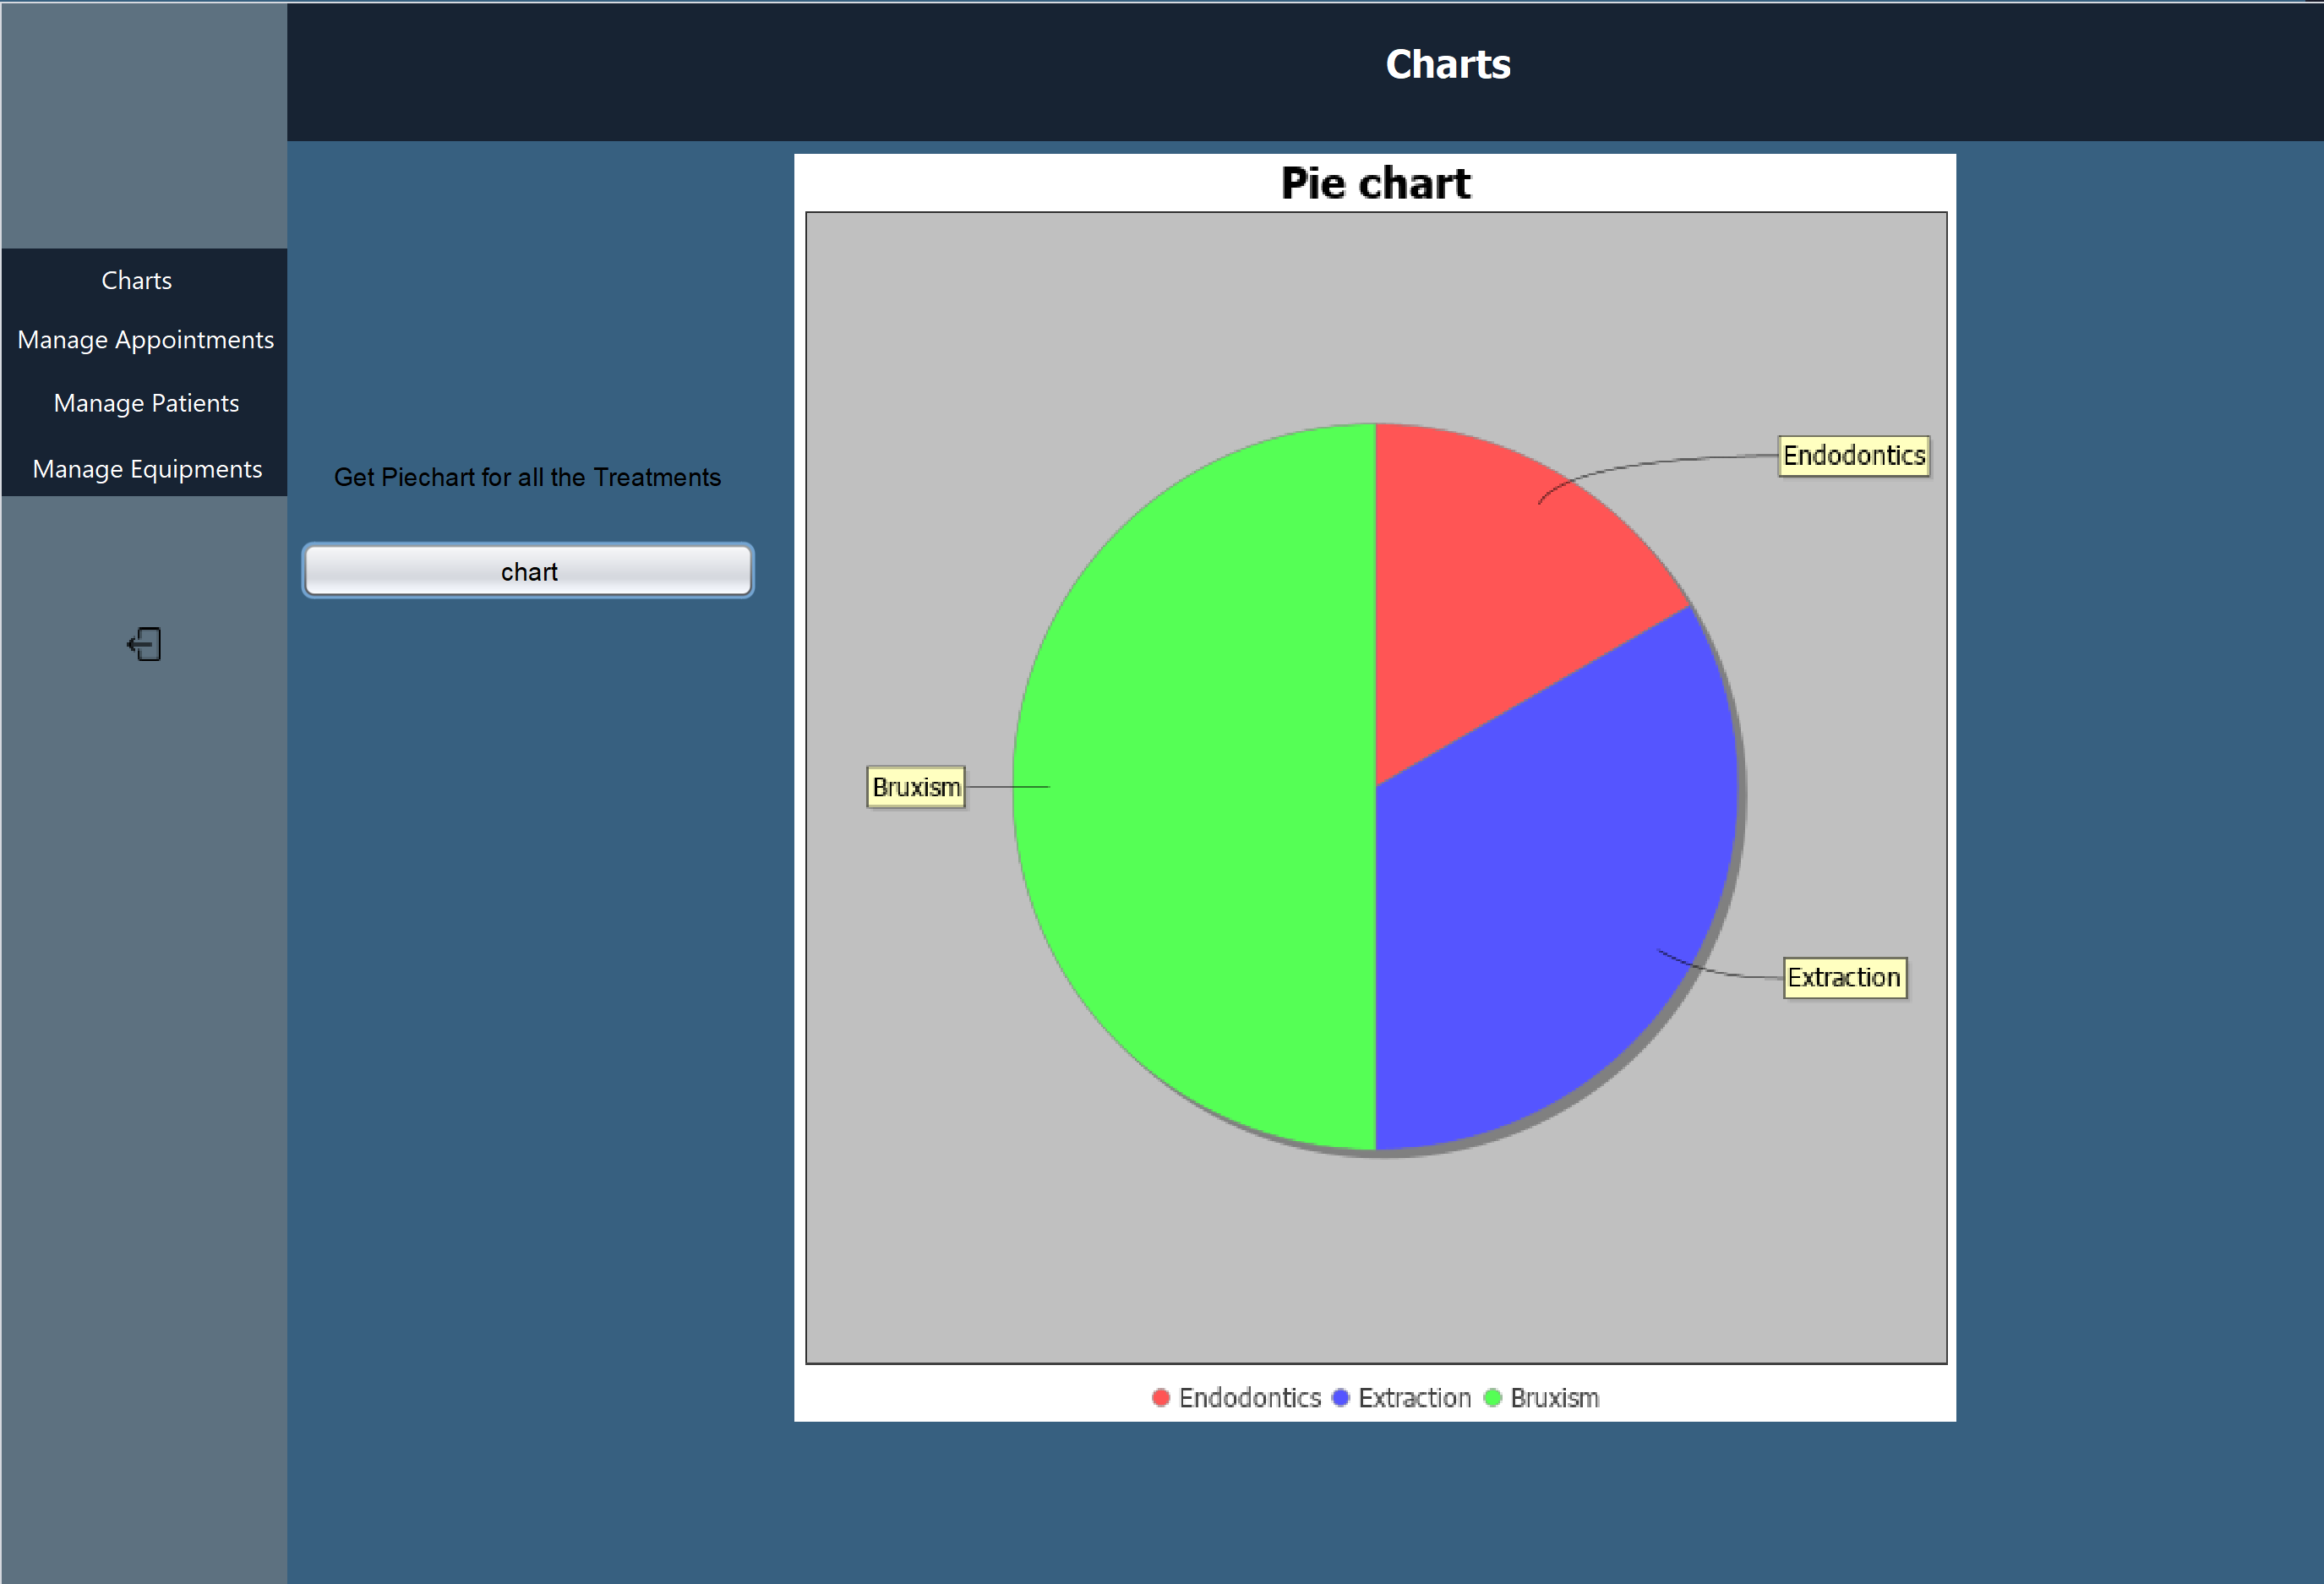 Charts
Charts
Manage Appointments
Manage Patients
Manage Equipments
Get Piechart for all the Treatments
chart
Pie chart
Endodontics
Bruxism
Extraction
Endodontics Extraction Bruxism